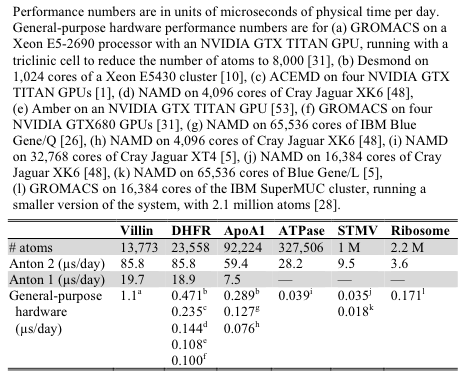 Performance numbers are in units of microseconds of physical time per day.
General-purpose hardware performance numbers are for (a) GROMACS on a
Xeon E5-2690 processor with an NVIDIA GTX TITAN GPU, running with a
triclinic cell to reduce the number of atoms to 8,000 [31], (b) Desmond on
1,024 cores of a Xeon E5430 cluster [10], (c) ACEMD on four NVIDIA GTX
TITAN GPUs [1], (d) NAMD on 4,096 cores of Cray Jaguar XK6 [48],
(e) Amber on an NVIDIA GTX TITAN GPU [53], (f) GROMACS on four
NVIDIA GTX680 GPUs [31], (g) NAMD on 65,536 cores of IBM Blue
Gene/Q [26], (h) NAMD on 4,096 cores of Cray Jaguar XK6 [48], (i) NAMD
on 32,768 cores of Cray Jaguar XT4 [5], (j) NAMD on 16,384 cores of Cray
Jaguar XK6 [48], (k) NAMD on 65,536 cores of Blue Gene/L [5],
(l) GROMACS on 16,384 cores of the IBM SuperMUC cluster, running a
smaller version of the system, with 2.1 million atoms [28].
Villin DHFR ApoA1 ATPase STMV Ribosome
# atoms 13,773 23,558 92,224 327,506 1 M 2.2 M
Anton 2 (µs/day) 85.8 85.8 59.4 28.2 9.5 3.6
Anton 1 (µs/day) 19.7 18.9 7.5 — — —
General-purpose 1.1ᵃ 0.471ᵇ 0.289ᵇ 0.039ⁱ 0.035ʲ 0.171ˡ
hardware 0.235ᶜ 0.127ᵍ 0.018ᵏ
(µs/day) 0.144ᵈ 0.076ʰ
0.108ᵉ
0.100ᶠ